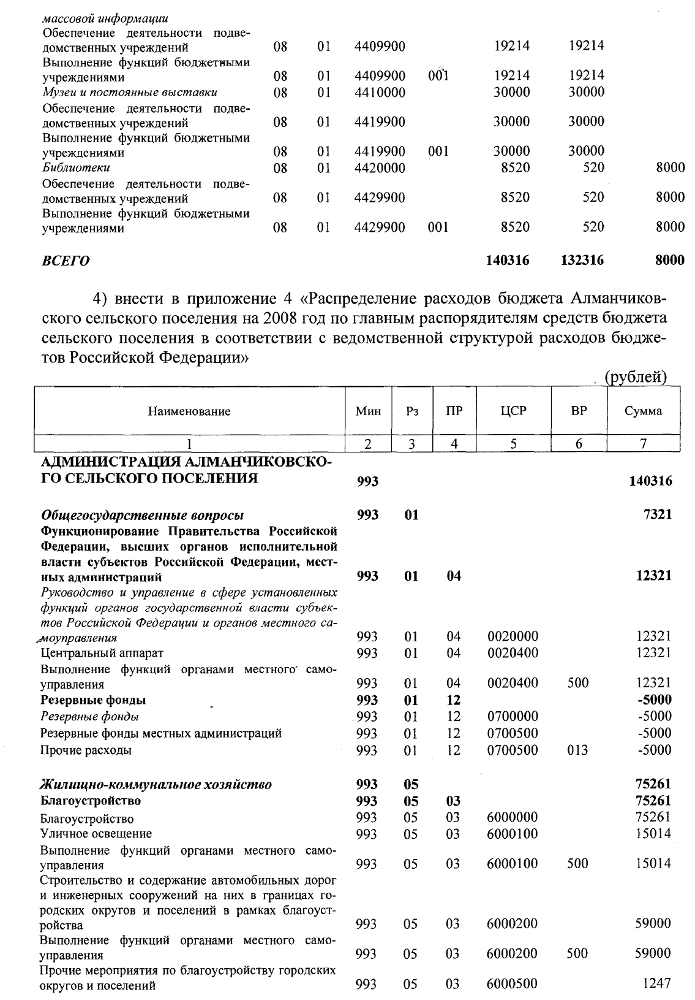 массовой информации
Обеспечение деятельности подве-
домственных учреждений 08 01 4409900 19214 19214
Выполнение функций бюджетными
учреждениями 08 01 4409900 001 19214 19214
Музеи и постоянные выставки 08 01 4410000 30000 30000
Обеспечение деятельности подве-
домственных учреждений 08 01 4419900 30000 30000
Выполнение функций бюджетными
учреждениями 08 01 4419900 001 30000 30000
Библиотеки 08 01 4420000 8520 520 8000
Обеспечение деятельности подве-
домственных учреждений 08 01 4429900 8520 520 8000
Выполнение функций бюджетными
учреждениями 08 01 4429900 001 8520 520 8000
ВСЕГО 140316 132316 8000
4) внести в приложение 4 «Распределение расходов бюджета Алманчиков-
ского сельского поселения на 2008 год по главным распорядителям средств бюджета
сельского поселения в соответствии с ведомственной структурой расходов бюдже-
тов Российской Федерации»
(рублей)
Наименование Мин Рз ПР ЦСР ВР Сумма
1 2 3 4 5 6 7
АДМИНИСТРАЦИЯ АЛМАНЧИКОВСКО-
ГО СЕЛЬСКОГО ПОСЕЛЕНИЯ 993 140316
Общегосударственные вопросы 993 01 7321
Функционирование Правительства Российской
Федерации, высших органов исполнительной
власти субъектов Российской Федерации, мест-
ных администраций 993 01 04 12321
Руководство и управление в сфере установленных
функций органов государственной власти субъек-
тов Российской Федерации и органов местного са-
моуправления 993 01 04 0020000 12321
Центральный аппарат 993 01 04 0020400 12321
Выполнение функций органами местного само-
управления 993 01 04 0020400 500 12321
Резервные фонды 993 01 12 -5000
Резервные фонды 993 01 12 0700000 -5000
Резервные фонды местных администраций 993 01 12 0700500 -5000
Прочие расходы 993 01 12 0700500 013 -5000
Жилищно-коммунальное хозяйство 993 05 75261
Благоустройство 993 05 03 75261
Благоустройство 993 05 03 6000000 75261
Уличное освещение 993 05 03 6000100 15014
Выполнение функций органами местного само-
управления 993 05 03 6000100 500 15014
Строительство и содержание автомобильных дорог
и инженерных сооружений на них в границах го-
родских округов и поселений в рамках благоуст-
ройства 993 05 03 6000200 59000
Выполнение функций органами местного само-
управления 993 05 03 6000200 500 59000
Прочие мероприятия по благоустройству городских
округов и поселений 993 05 03 6000500 1247